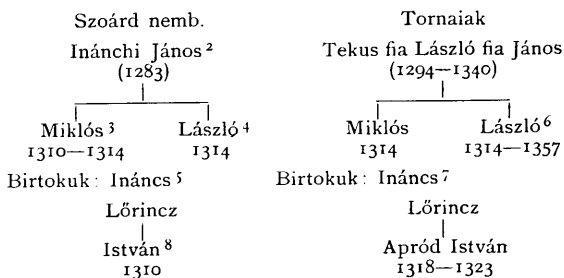 Szoárd nemb.
Inánchi János ²
(1283)
Miklós ³ László ⁴
1310—1314 1314
Birtokuk: Ináncs ⁵
Lőrincz
István ⁸
1310
Tornaiak
Tekus fia László fia János
(1294—1340)
Miklós László ⁶
1314 1314—1357
Birtokuk: Ináncs ⁷
Lőrincz
Apród István
1318—1323